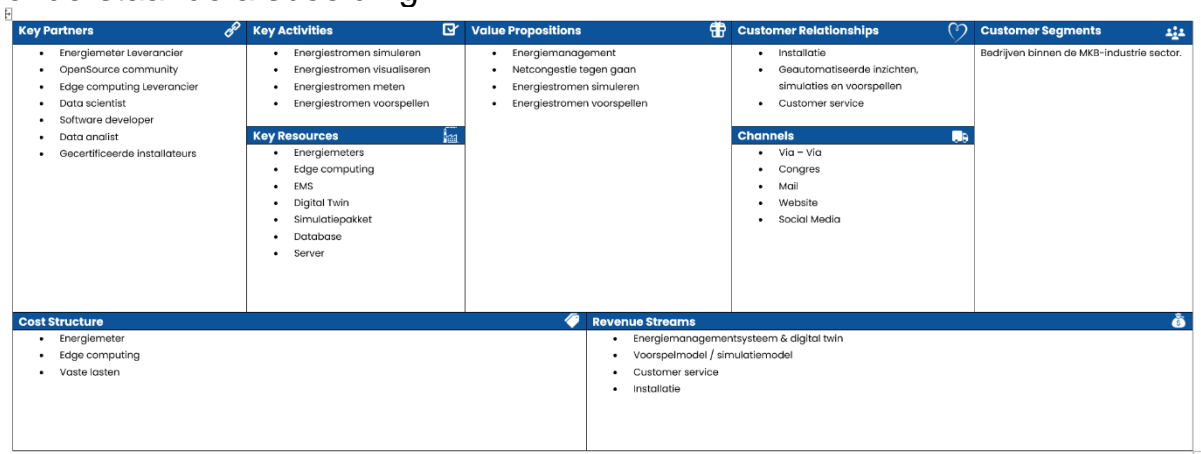 Key Partners
Energiemeter Leverancier
OpenSource community
Edge computing Leverancier
Data scientist
Software developer
Data analist
Gecertificeerde installateurs
Key Activities
Energiestromen simuleren
Energiestromen visualiseren
Energiestromen meten
Energiestromen voorspellen
Key Resources
Energiemeters
Edge computing
EMS
Digital Twin
Simulatiepakket
Database
Server
Value Propositions
Energiemanagement
Netcongestie tegen gaan
Energiestromen simuleren
Energiestromen voorspellen
Customer Relationships
Installatie
Geautomatiseerde inzichten,
simulaties en voorspellen
Customer service
Channels
Via – Via
Congres
Mail
Website
Social Media
Customer Segments
Bedrijven binnen de MKB-industrie sector.
Cost Structure
Energiemeter
Edge computing
Vaste lasten
Revenue Streams
Energiemanagementsysteem & digital twin
Voorspelmodel / simulatiemodel
Customer service
Installatie